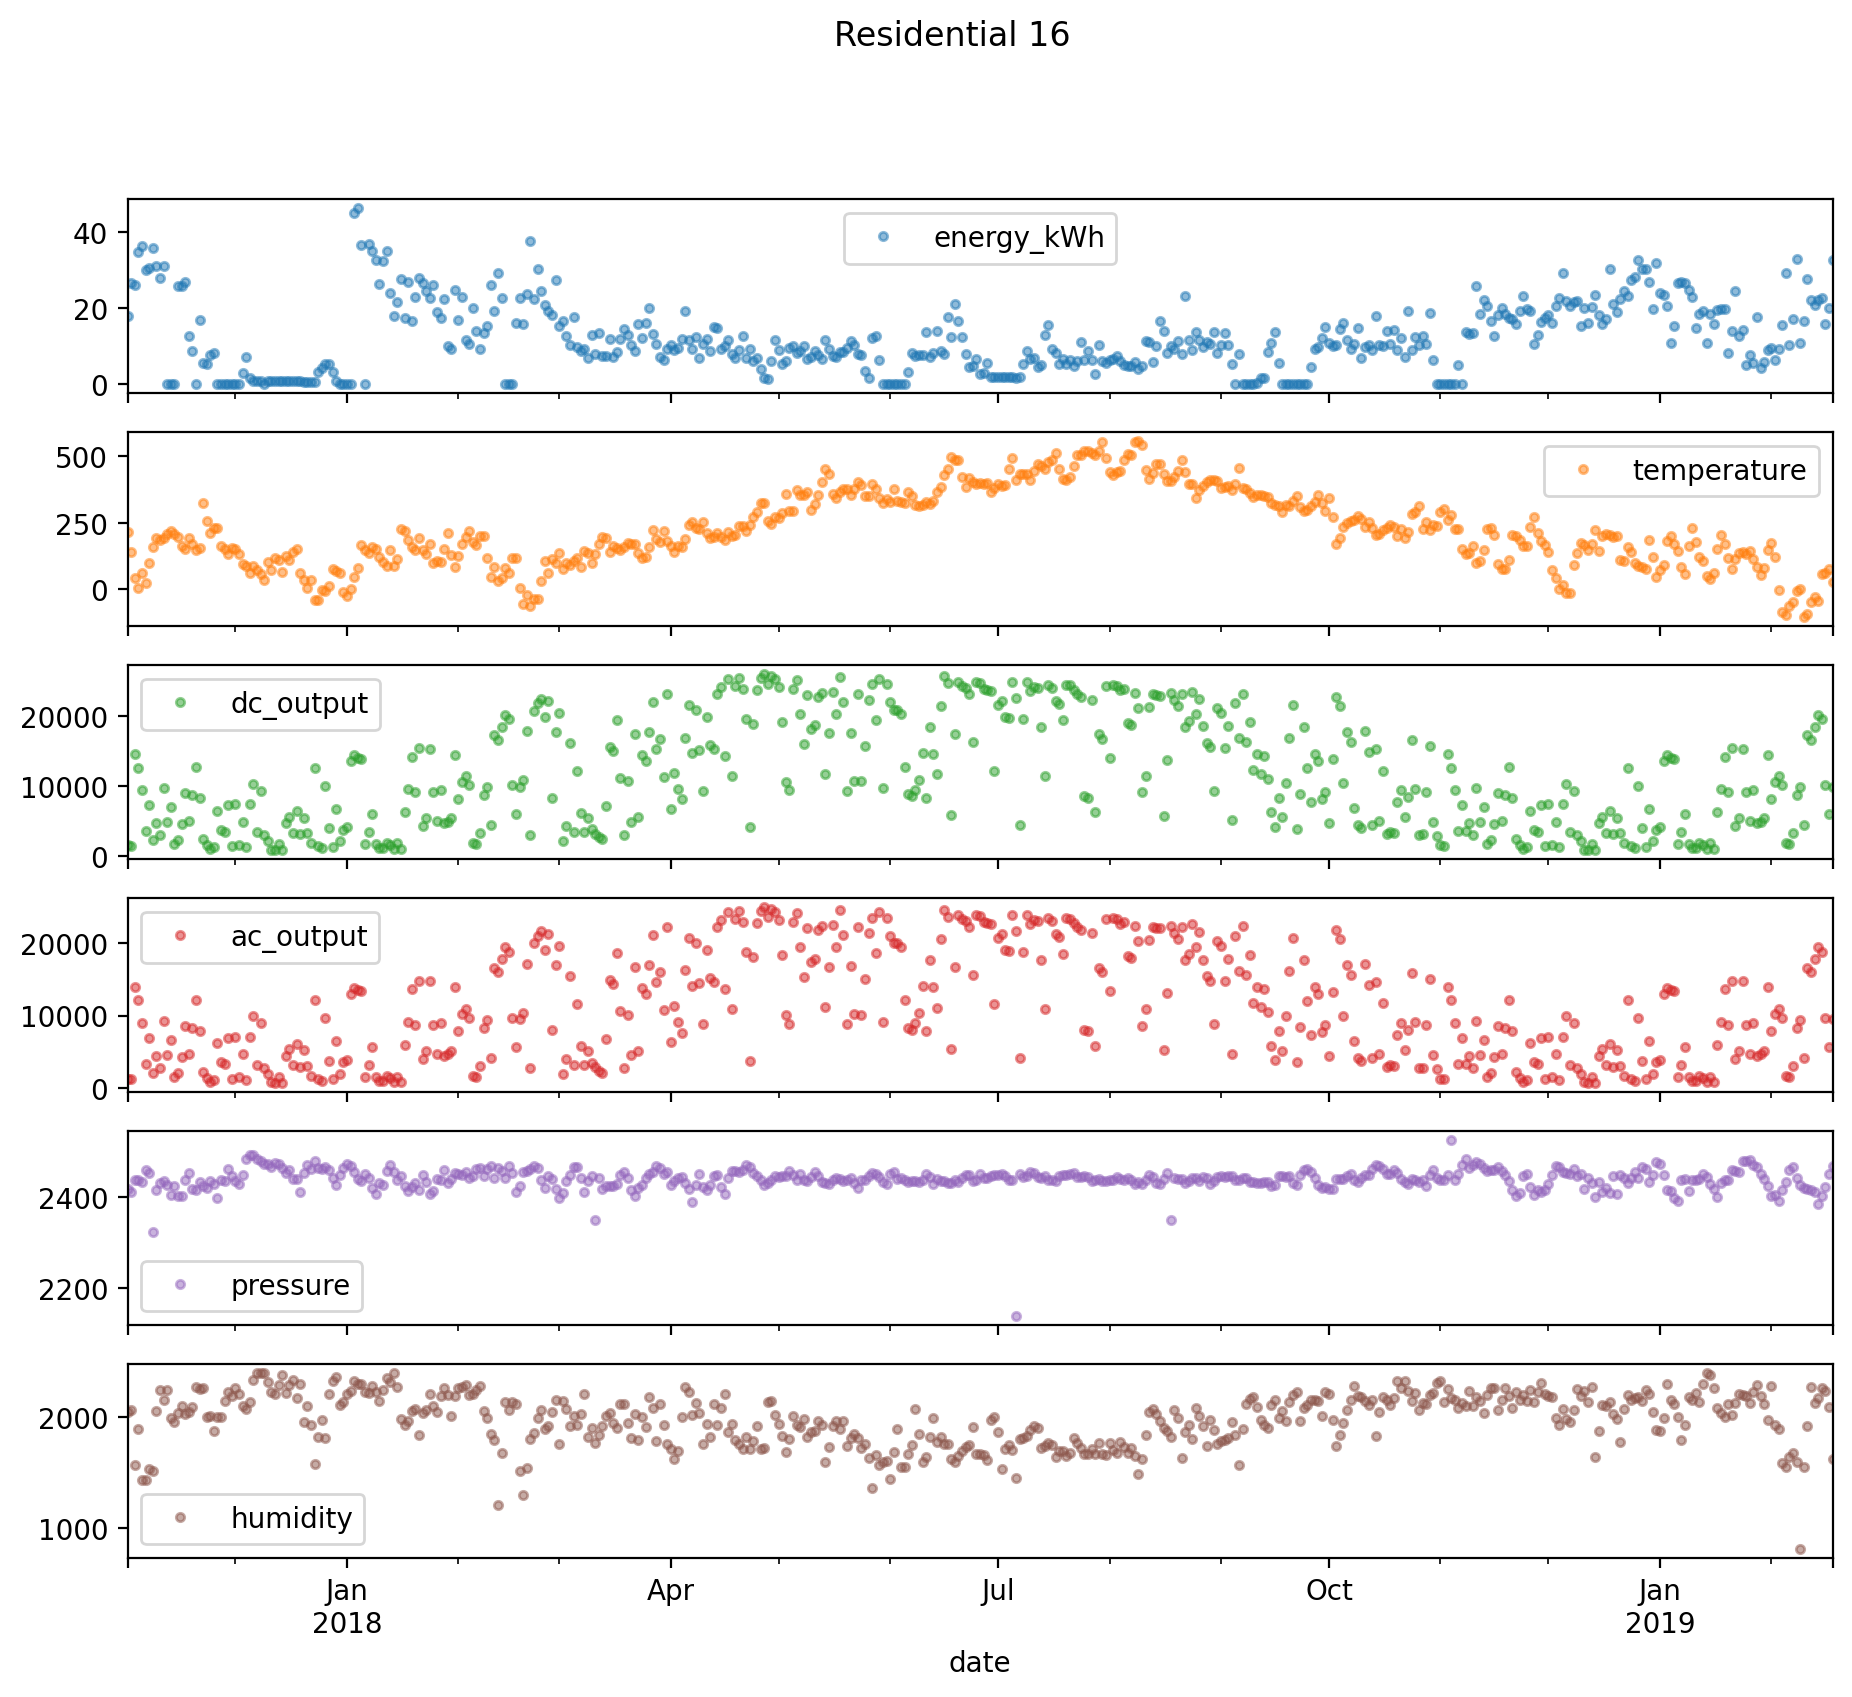 Residential 16
40
20
0
energy_kWh
500
250
0
temperature
20000
10000
0
dc_output
20000
10000
0
ac_output
2400
2200
pressure
2000
1000
humidity
Jan Apr Jul Oct Jan
2018 2019
date